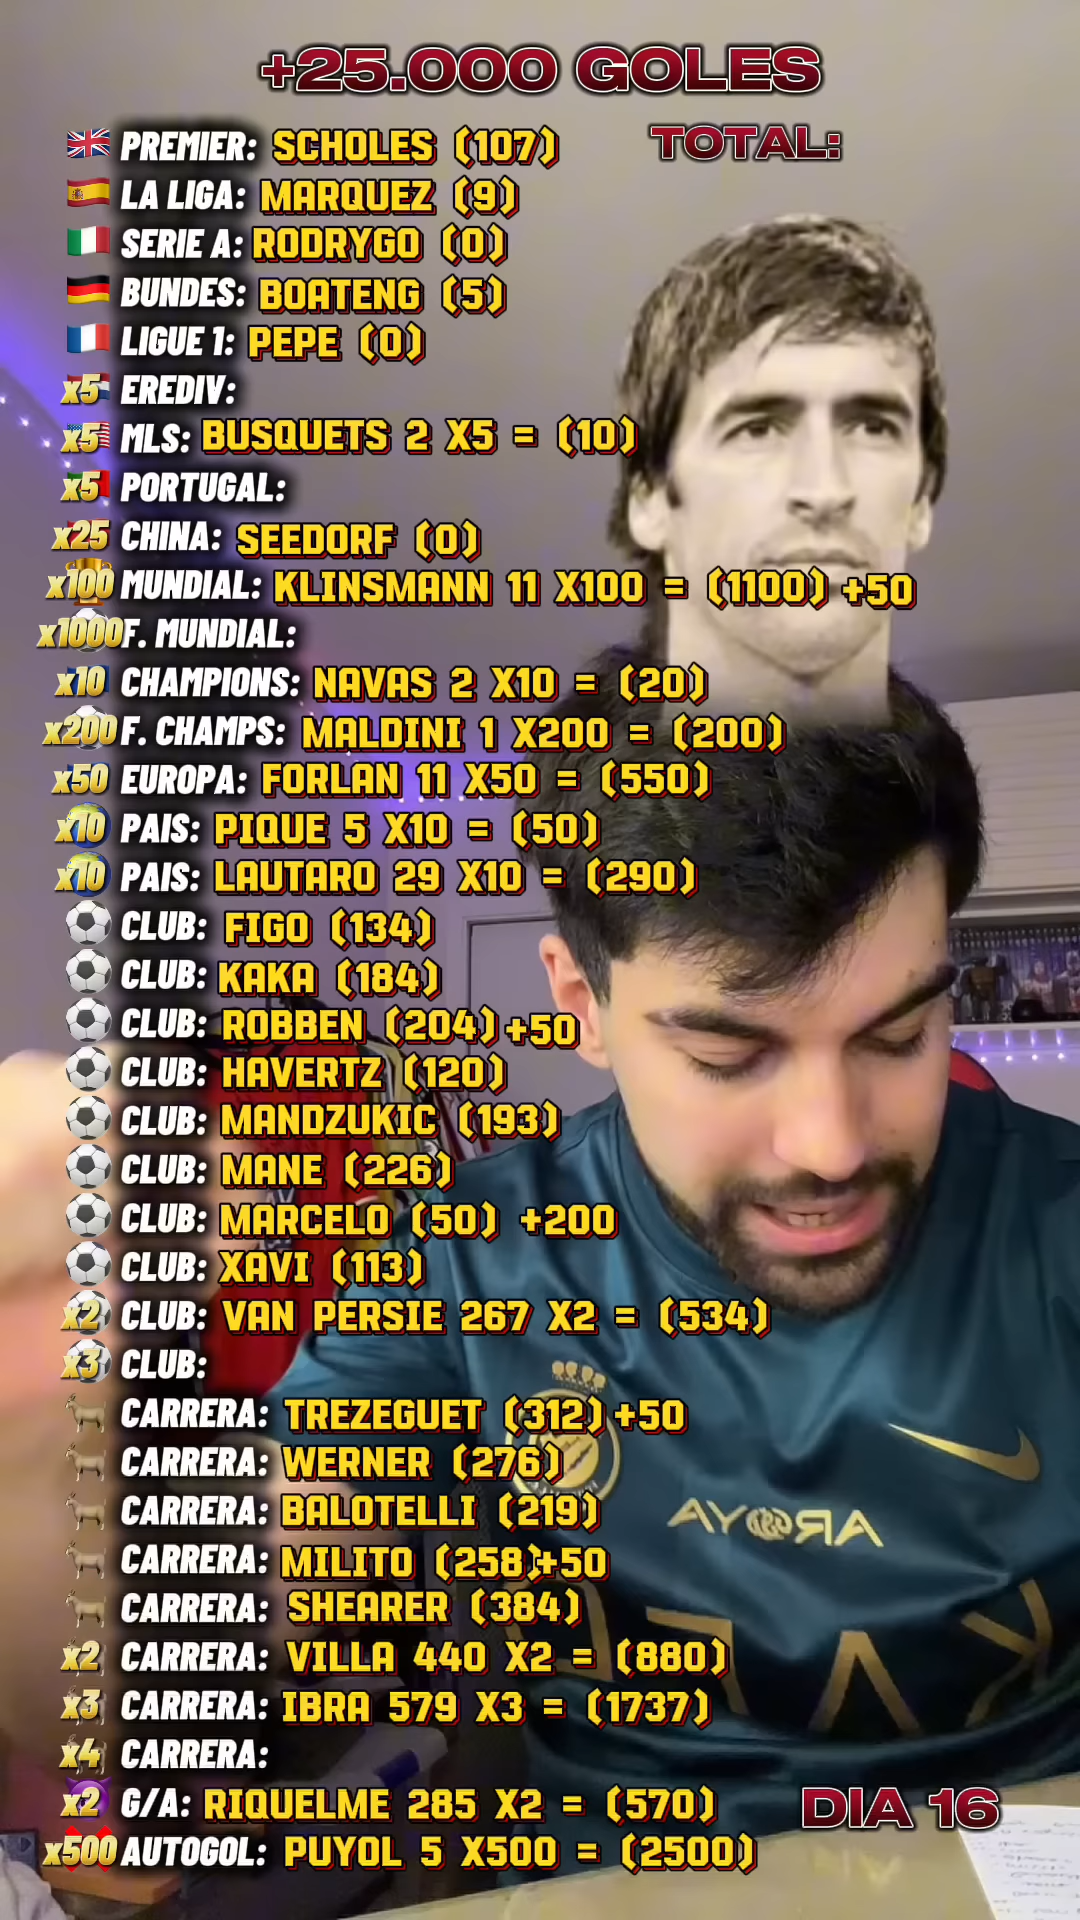 +25.000 GOLES
PREMIER: SCHOLES (107)
TOTAL:
LA LIGA: MARQUEZ (9)
SERIE A: RODRYGO (0)
BUNDES: BOATENG (5)
LIGUE 1: PEPE (0)
x5 EREDIV:
x5 MLS: BUSQUETS 2 X5 = (10)
x5 PORTUGAL:
x25 CHINA: SEEDORF (0)
x100 MUNDIAL: KLINSMANN 11 X100 = (1100) +50
x1000 F. MUNDIAL:
x10 CHAMPIONS: NAVAS 2 X10 = (20)
x200 F. CHAMPS: MALDINI 1 X200 = (200)
x50 EUROPA: FORLAN 11 X50 = (550)
x10 PAIS: PIQUE 5 X10 = (50)
x10 PAIS: LAUTARO 29 X10 = (290)
CLUB: FIGO (134)
CLUB: KAKA (184)
CLUB: ROBBEN (204) +50
CLUB: HAVERTZ (120)
CLUB: MANDZUKIC (193)
CLUB: MANE (226)
CLUB: MARCELO (50) +200
CLUB: XAVI (113)
x2 CLUB: VAN PERSIE 267 X2 = (534)
x3 CLUB:
CARRERA: TREZEGUET (312) +50
CARRERA: WERNER (276)
CARRERA: BALOTELLI (219)
CARRERA: MILITO (258)+50
CARRERA: SHEARER (384)
x2 CARRERA: VILLA 440 X2 = (880)
x3 CARRERA: IBRA 579 X3 = (1737)
x4 CARRERA:
x2 G/A: RIQUELME 285 X2 = (570)
x500 AUTOGOL: PUYOL 5 X500 = (2500)
DIA 16
AROYA
KAFD